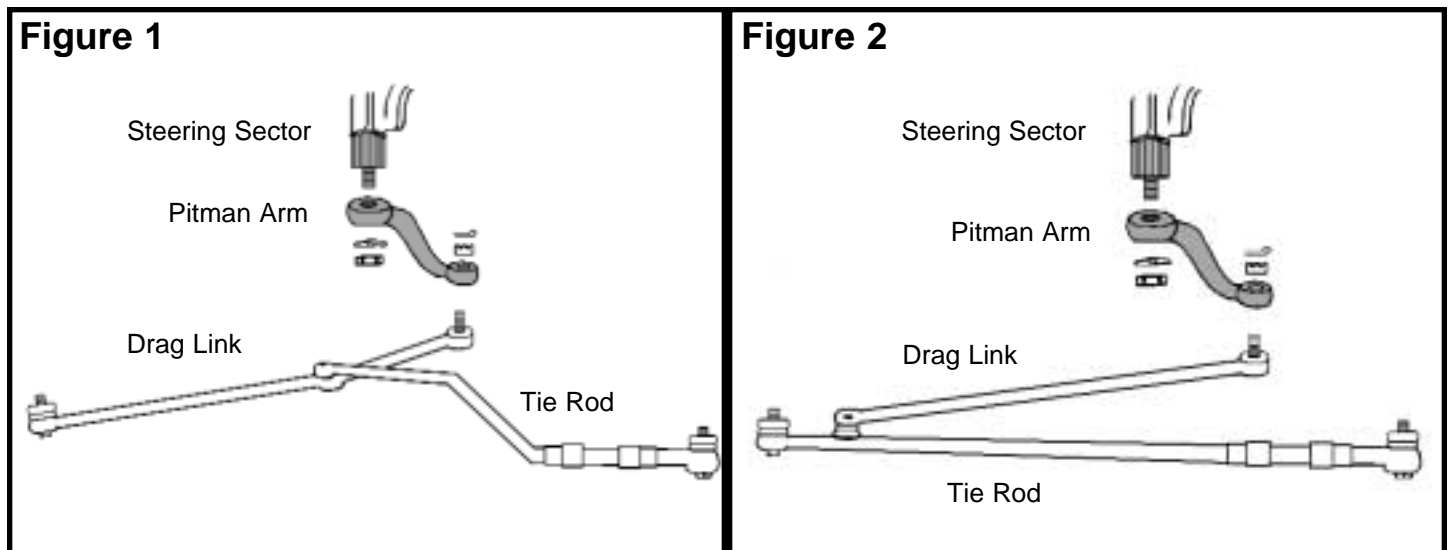 Figure 1
Steering Sector
Pitman Arm
Drag Link
Tie Rod
Figure 2
Steering Sector
Pitman Arm
Drag Link
Tie Rod